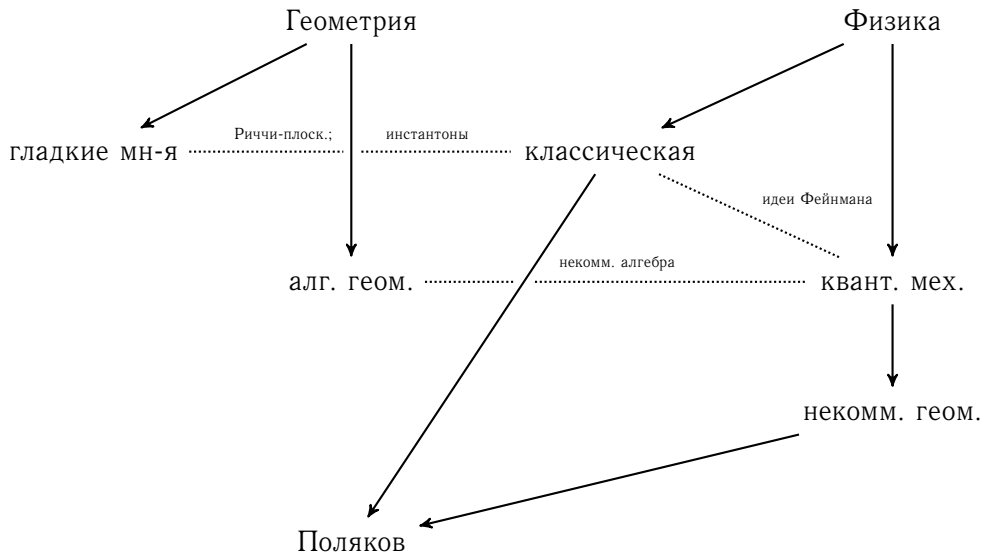 Геометрия
Физика
Риччи-плоск.;
инстантоны
гладкие мн-я
классическая
идеи Фейнмана
некомм. алгебра
алг. геом.
квант. мех.
некомм. геом.
Поляков